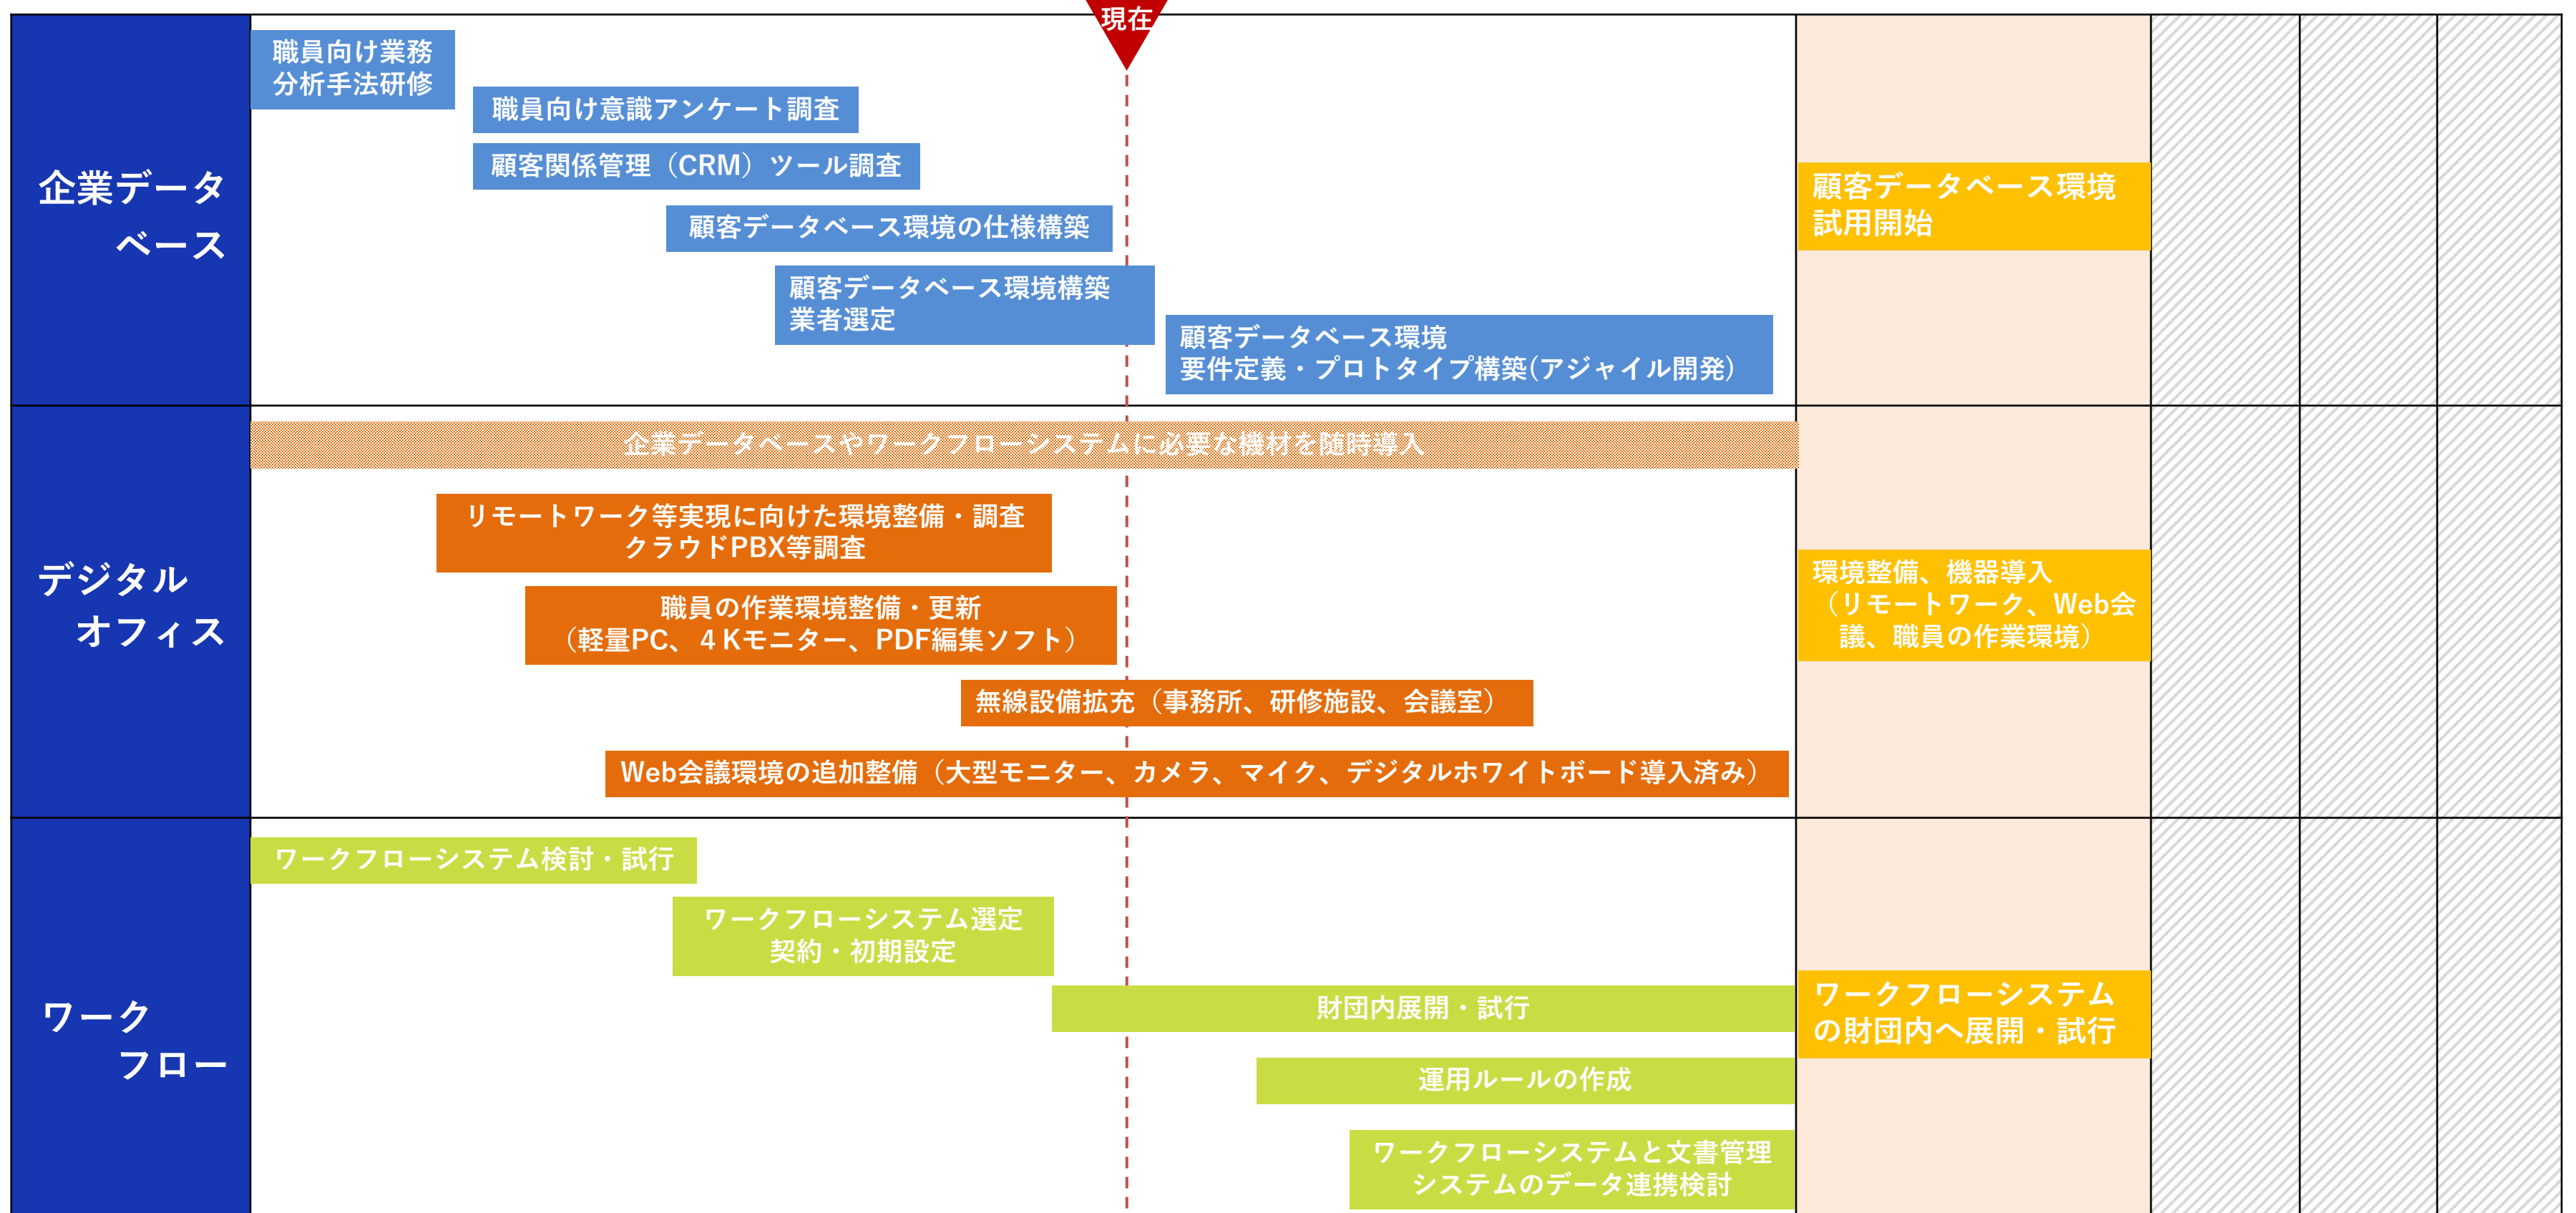 現在
企業データ
ベース
職員向け業務
分析手法研修
職員向け意識アンケート調査
顧客関係管理（CRM）ツール調査
顧客データベース環境の仕様構築
顧客データベース環境構築
業者選定
顧客データベース環境
要件定義・プロトタイプ構築(アジャイル開発)
顧客データベース環境
試用開始
デジタル
オフィス
企業データベースやワークフローシステムに必要な機材を随時導入
リモートワーク等実現に向けた環境整備・調査
クラウドPBX等調査
職員の作業環境整備・更新
（軽量PC、４Kモニター、PDF編集ソフト）
無線設備拡充（事務所、研修施設、会議室）
Web会議環境の追加整備（大型モニター、カメラ、マイク、デジタルホワイトボード導入済み）
環境整備、機器導入
（リモートワーク、Web会
議、職員の作業環境）
ワーク
フロー
ワークフローシステム検討・試行
ワークフローシステム選定
契約・初期設定
財団内展開・試行
運用ルールの作成
ワークフローシステムと文書管理
システムのデータ連携検討
ワークフローシステム
の財団内へ展開・試行